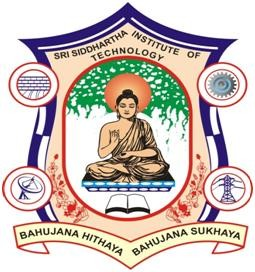 SRI SIDDHARTHA INSTITUTE OF
TECHNOLOGY
BAHUJANA HITHAYA
BAHUJANA SUKHAYA